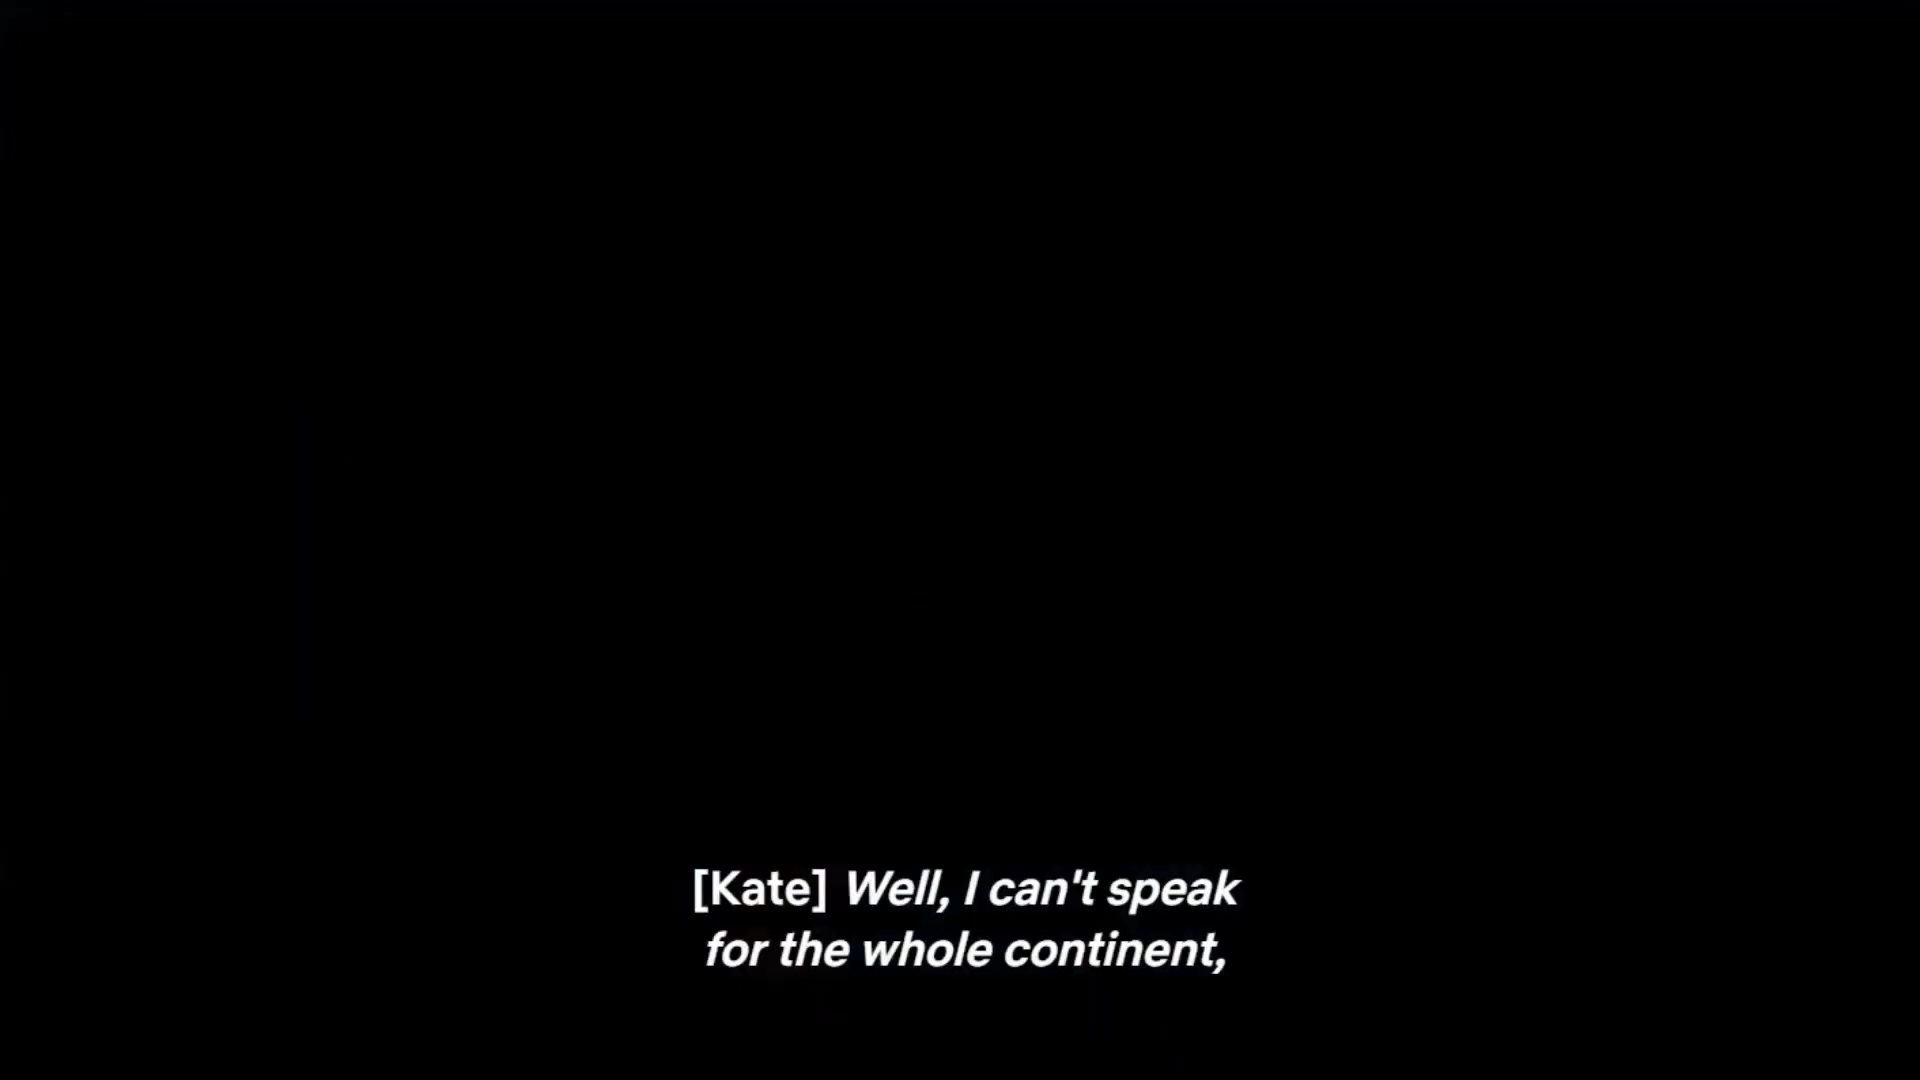 [Kate] Well, I can't speak
for the whole continent,